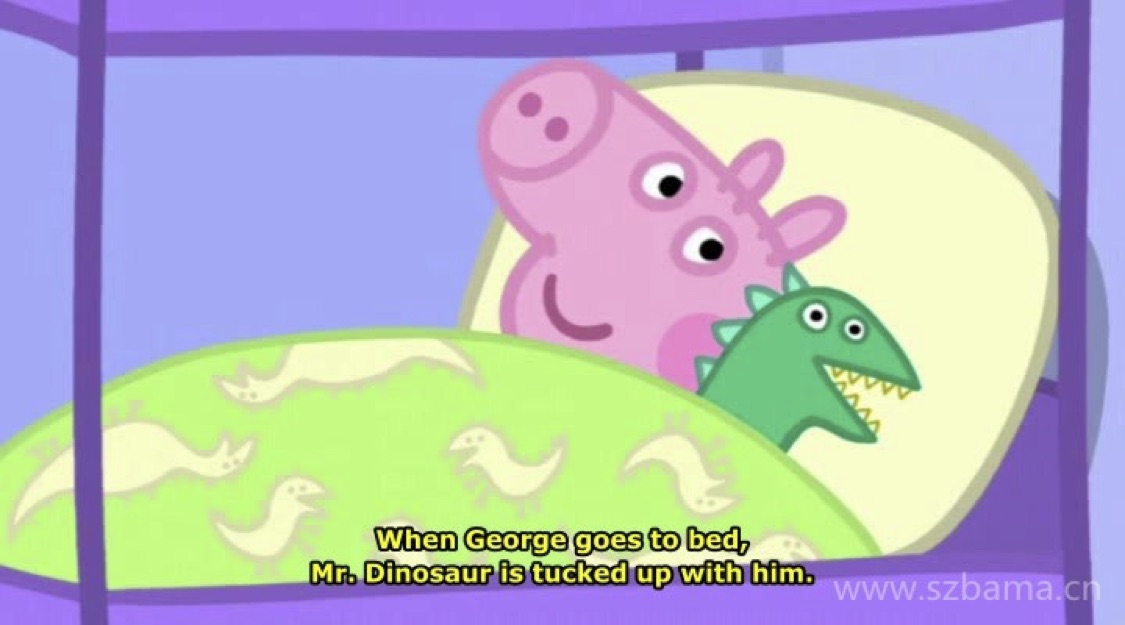 When George goes to bed,
Mr. Dinosaur is tucked up with him.
www.szbama.cn